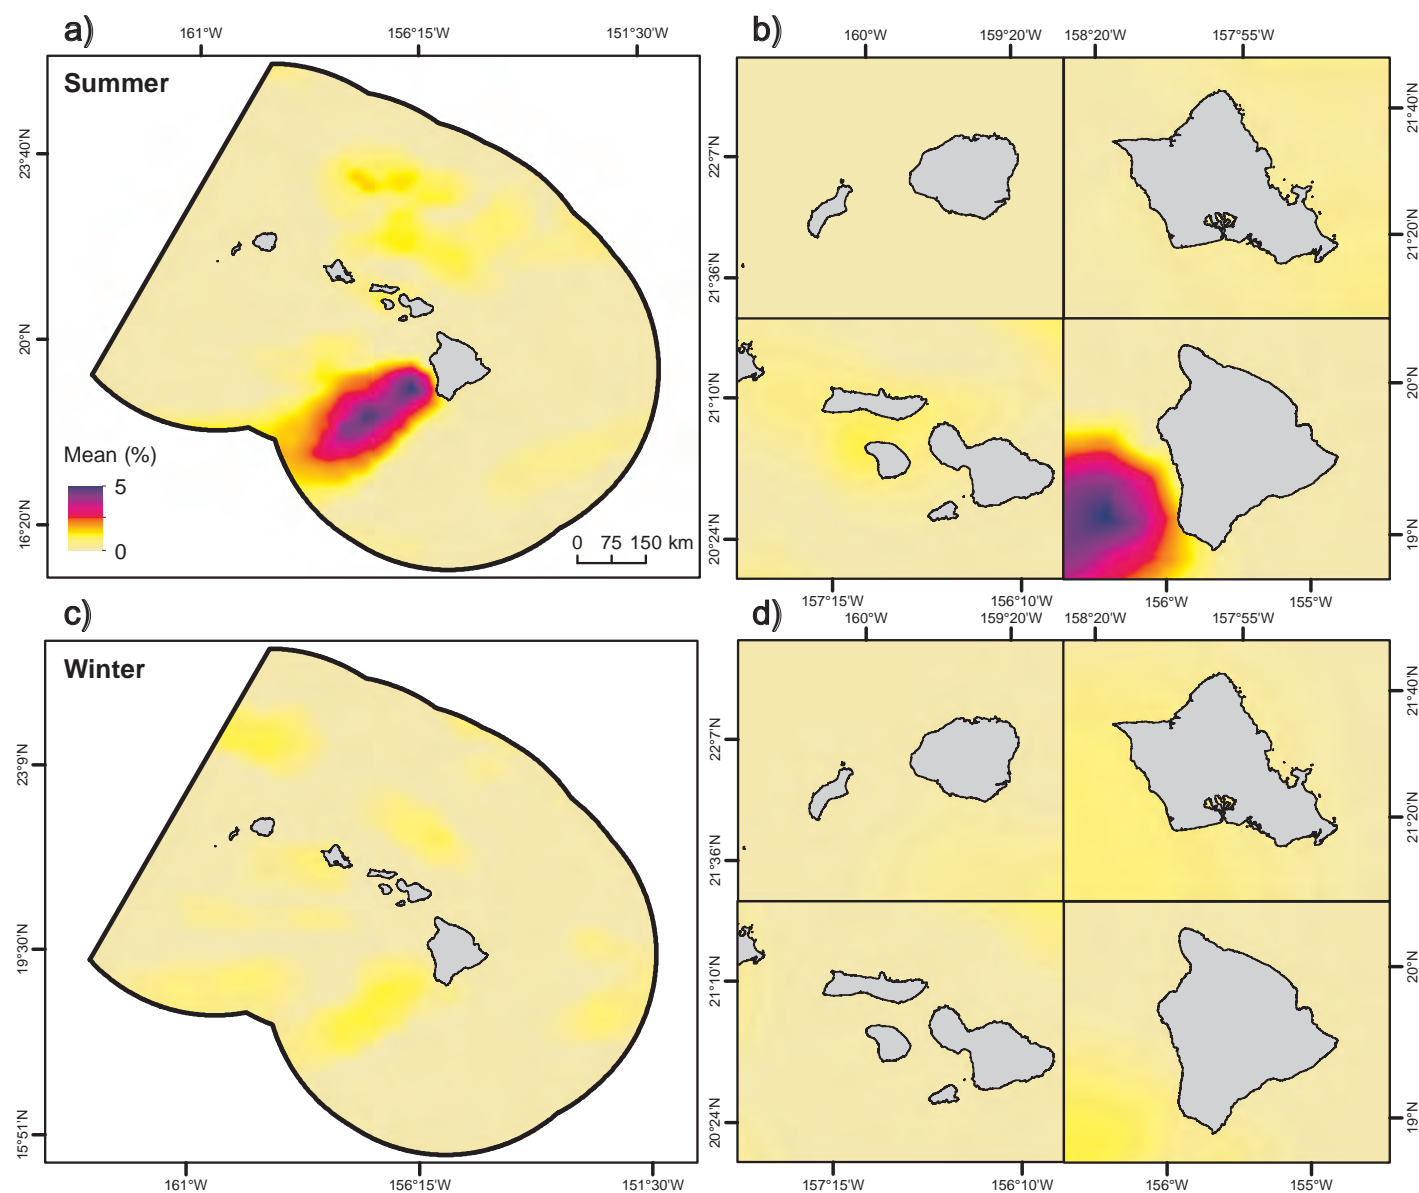 a)
161°W 156°15'W 151°30'W
Summer
23°40'N
20°N
16°20'N
Mean (%)
5
0
0 75 150 km
b)
160°W 159°20'W 158°20'W 157°55'W
22°7'N
21°36'N
21°40'N
21°20'N
21°10'N
20°24'N
20°N
19°N
157°15'W 156°10'W 156°W 155°W
c)
Winter
23°9'N
19°30'N
15°51'N
161°W 156°15'W 151°30'W
d)
160°W 159°20'W 158°20'W 157°55'W
22°7'N
21°36'N
21°40'N
21°20'N
21°10'N
20°24'N
20°N
19°N
157°15'W 156°10'W 156°W 155°W